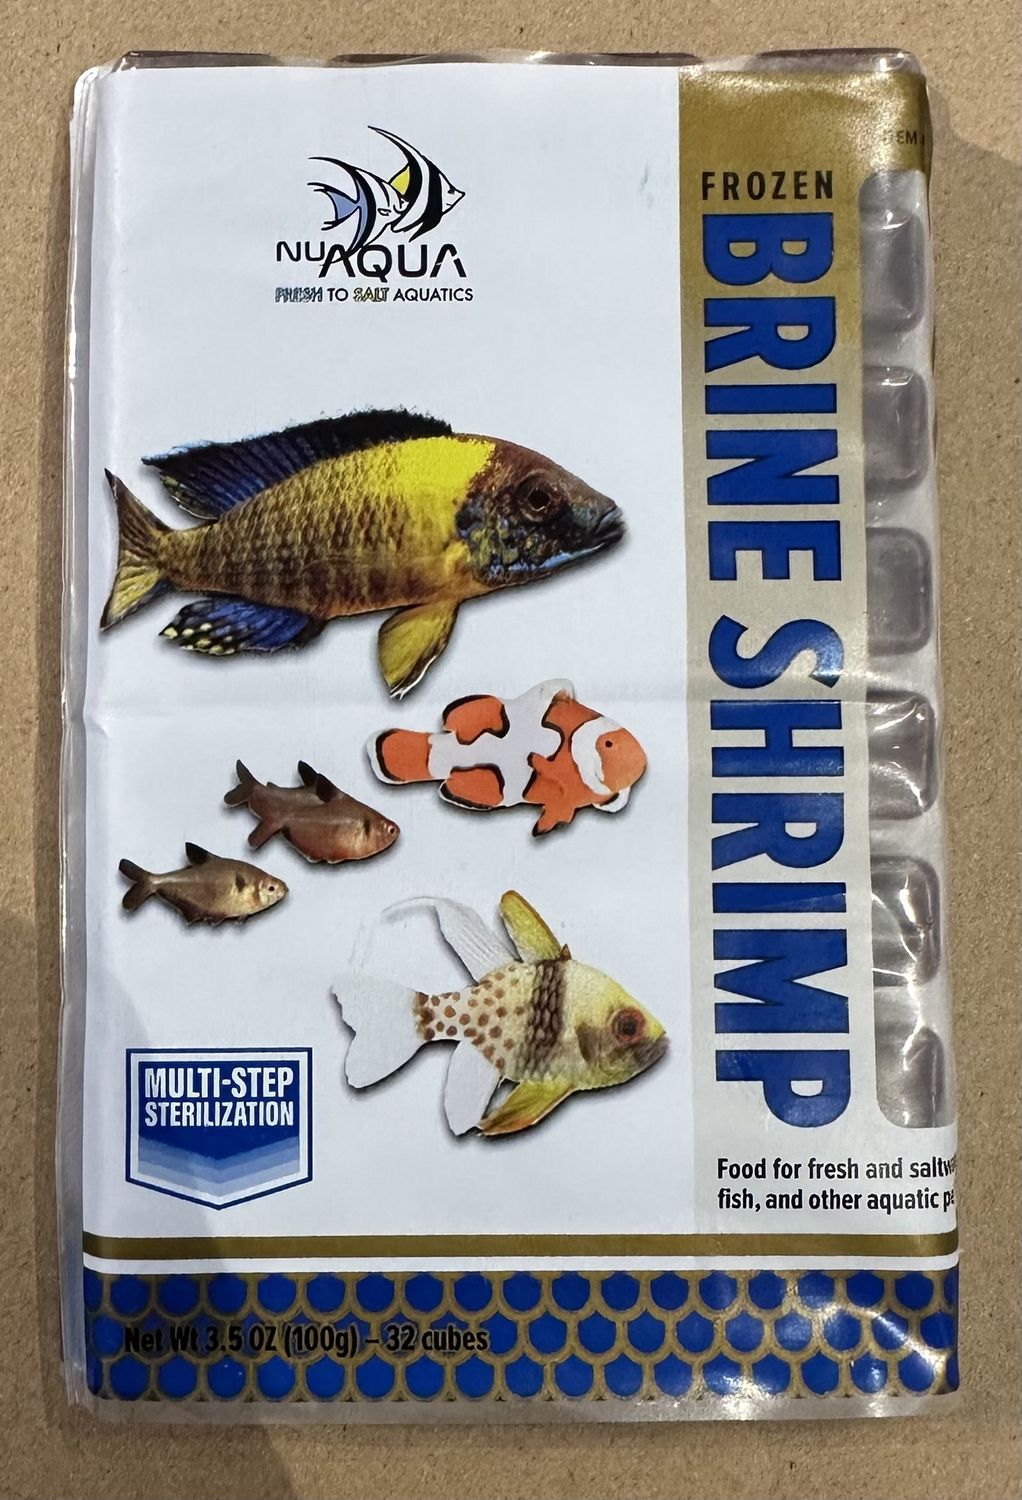 ITEM
NUAQUA
FRESH TO SALT AQUATICS
FROZEN
BRINE SHRIMP
MULTI-STEP
STERILIZATION
Food for fresh and
fish, and other aquatic
Net Wt 3.5 OZ (100g) – 32 cubes